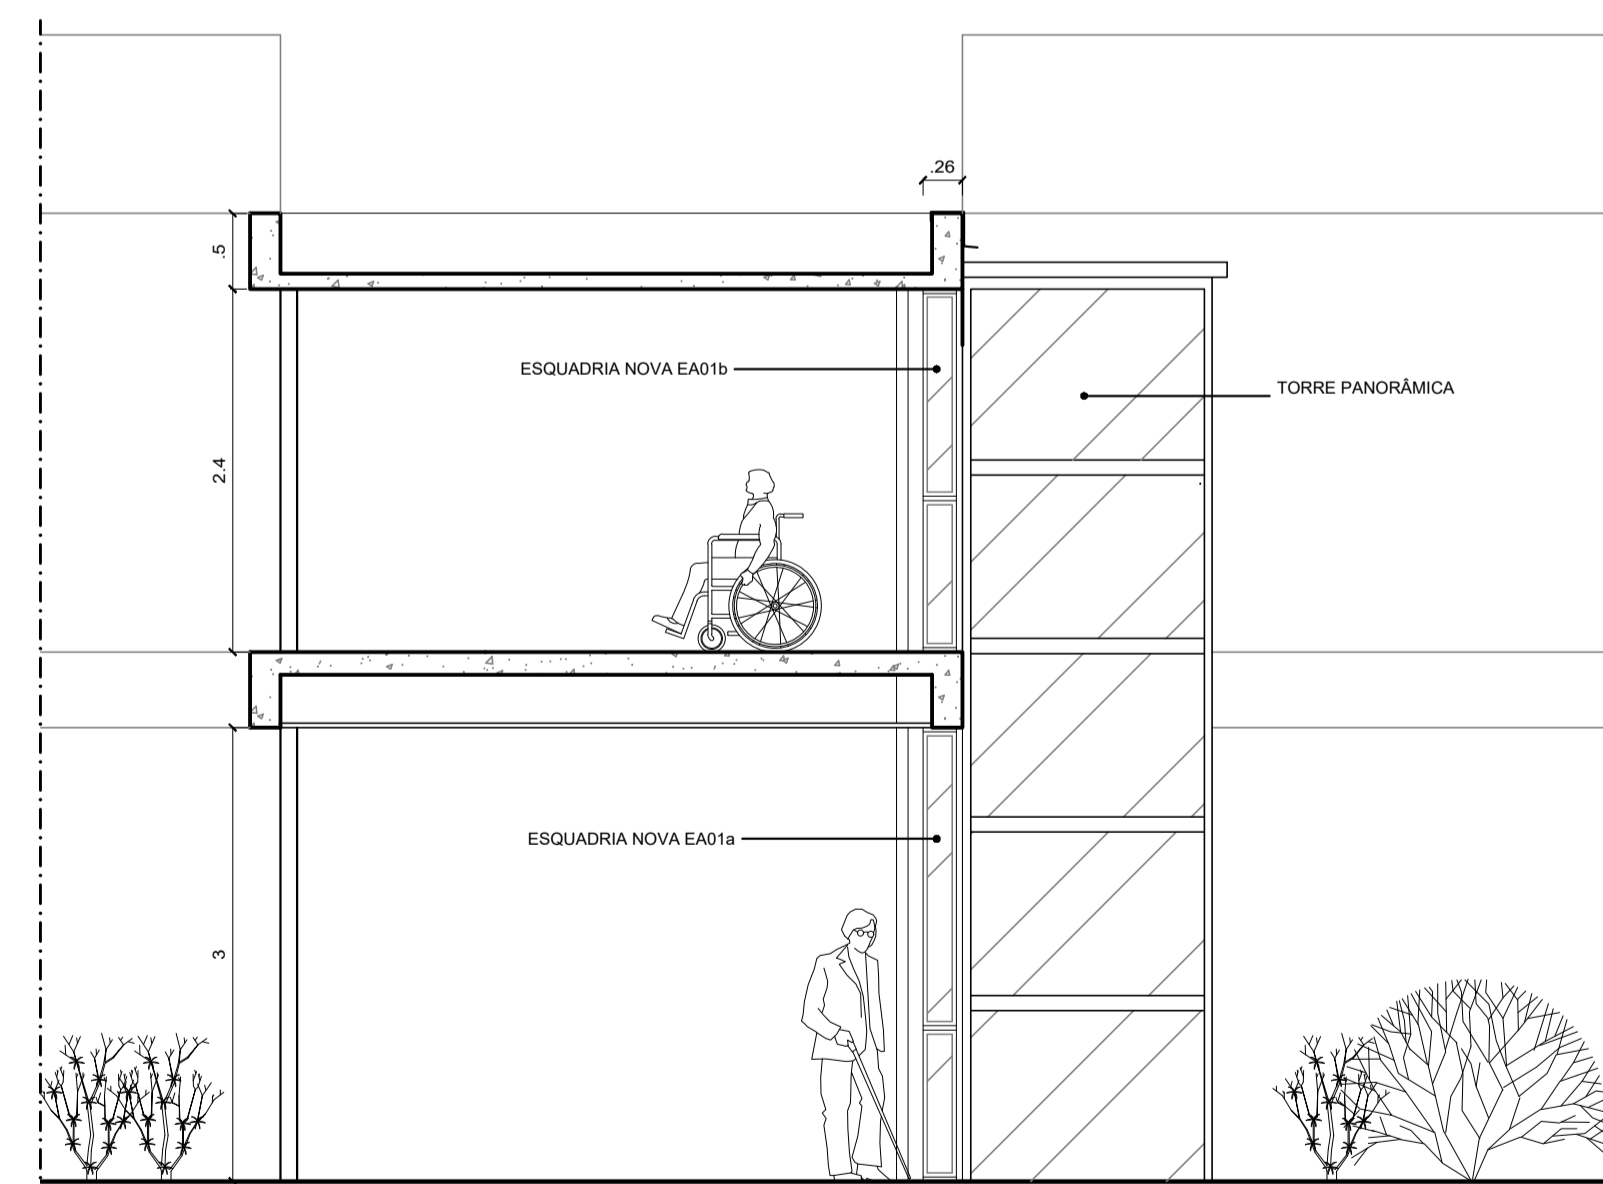 .26
.5
ESQUADRIA NOVA EA01b
TORRE PANORÂMICA
2.4
ESQUADRIA NOVA EA01a
3